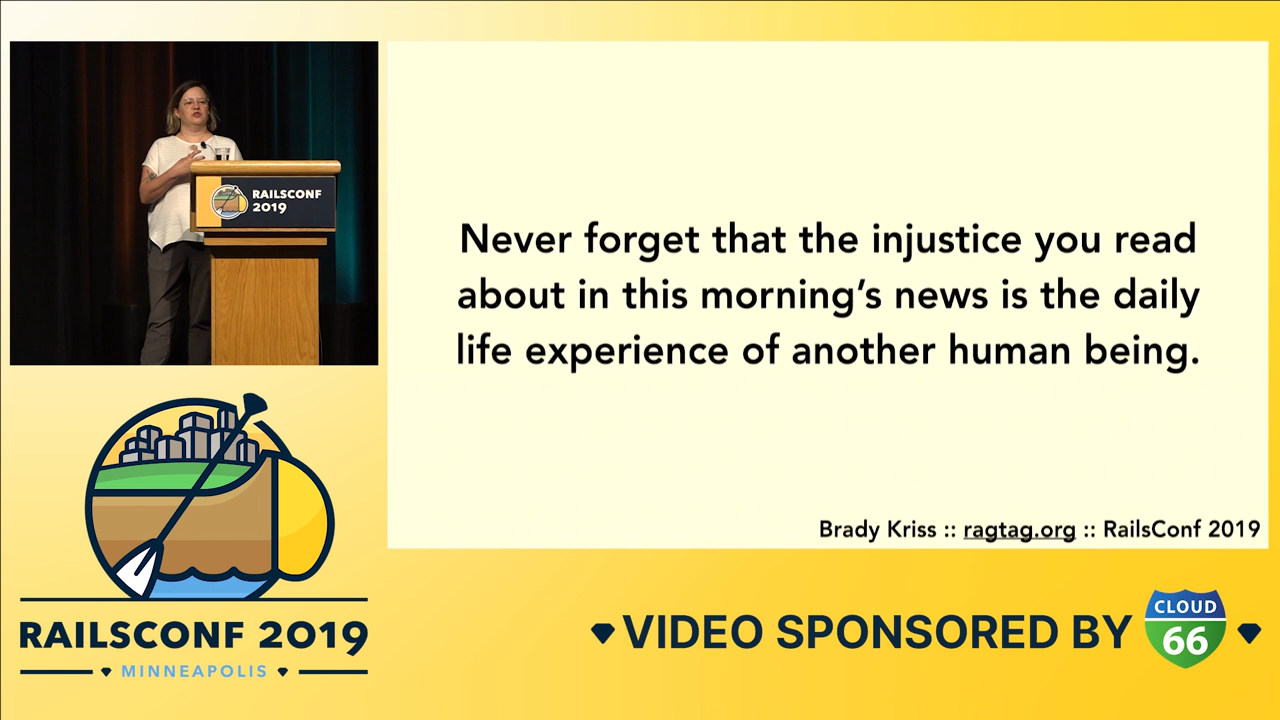 RAILSCONF
2019
Never forget that the injustice you read
about in this morning's news is the daily
life experience of another human being.
Brady Kriss :: ragtag.org :: RailsConf 2019
RAILSCONF 2019
MINNEAPOLIS
VIDEO SPONSORED BY
CLOUD
66